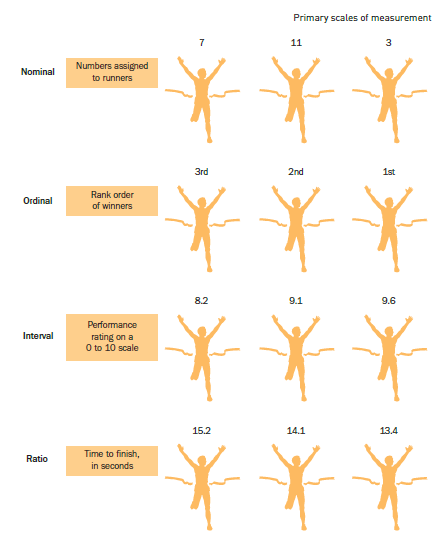 Primary scales of measurement
7 11 3
Nominal
Numbers assigned
to runners
3rd 2nd 1st
Ordinal
Rank order
of winners
8.2 9.1 9.6
Interval
Performance
rating on a
0 to 10 scale
15.2 14.1 13.4
Ratio
Time to finish,
in seconds